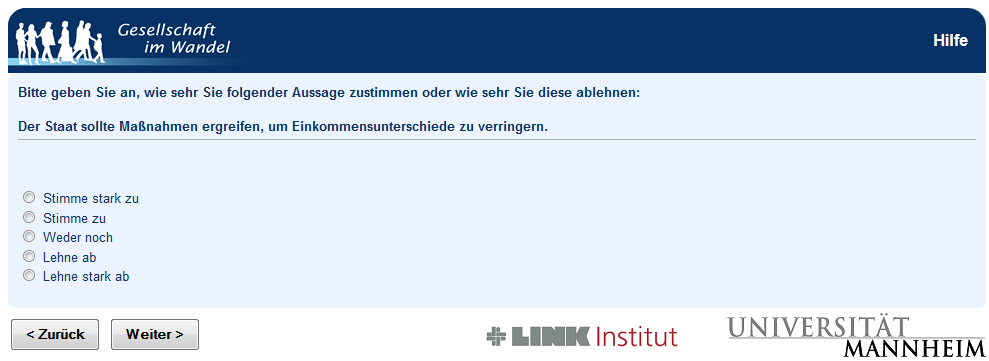 Gesellschaft
im Wandel
Hilfe
Bitte geben Sie an, wie sehr Sie folgender Aussage zustimmen oder wie sehr Sie diese ablehnen:
Der Staat sollte Maßnahmen ergreifen, um Einkommensunterschiede zu verringern.
Stimme stark zu
Stimme zu
Weder noch
Lehne ab
Lehne stark ab
< Zurück
Weiter >
LINK Institut
UNIVERSITÄT
MANNHEIM